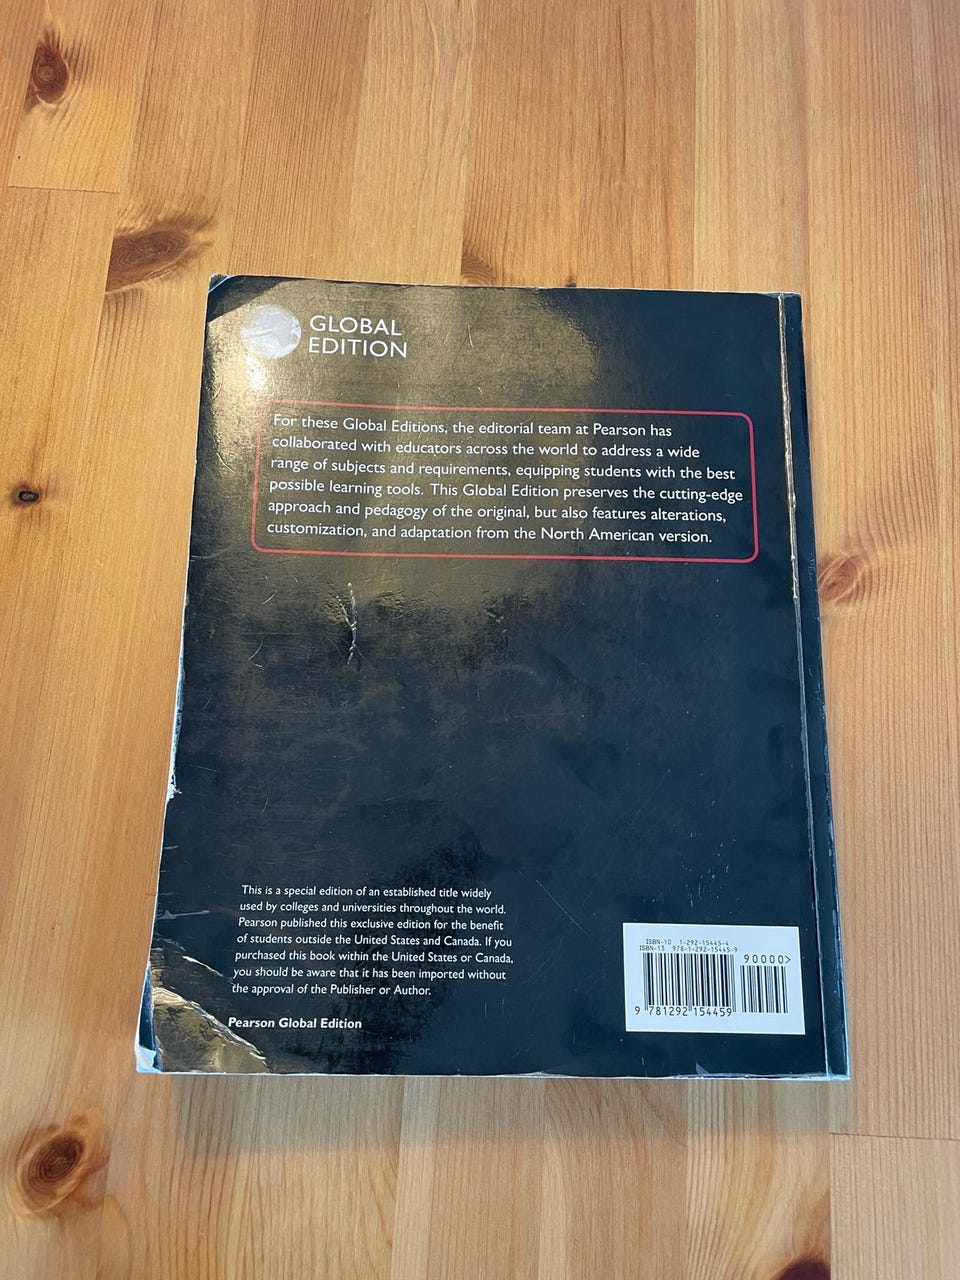 GLOBAL
EDITION
For these Global Editions, the editorial team at Pearson has
collaborated with educators across the world to address a wide
range of subjects and requirements, equipping students with the best
possible learning tools. This Global Edition preserves the cutting-edge
approach and pedagogy of the original, but also features alterations,
customization, and adaptation from the North American version.
This is a special edition of an established title widely
used by colleges and universities throughout the world.
Pearson published this exclusive edition for the benefit
of students outside the United States and Canada. If you
purchased this book within the United States or Canada,
you should be aware that it has been imported without
the approval of the Publisher or Author.
Pearson Global Edition
ISBN-10 1-292-15445-4
ISBN-13 978-1-292-15445-9
90000>
9 781292 154459